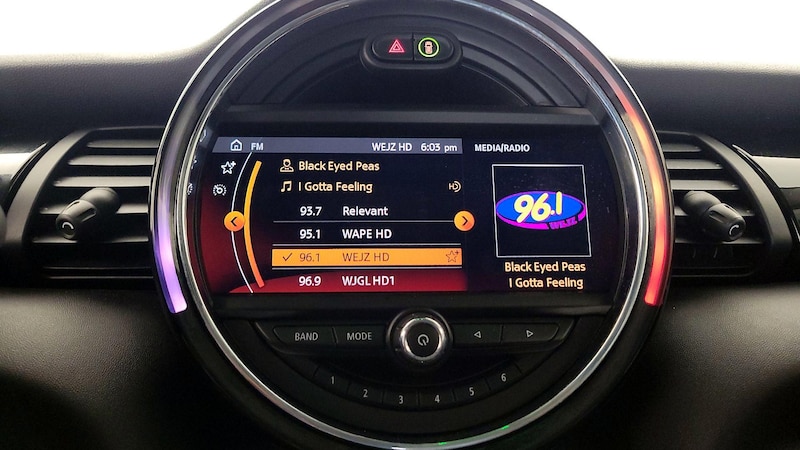 FM WEJZ HD 6:03 pm MEDIA/RADIO
Black Eyed Peas
I Gotta Feeling HD
93.7 Relevant
95.1 WAPE HD
96.1 WEJZ HD
96.9 WJGL HD1
96.1
WEJZ
Black Eyed Peas
I Gotta Feeling
BAND MODE
1 2 3 4 5 6